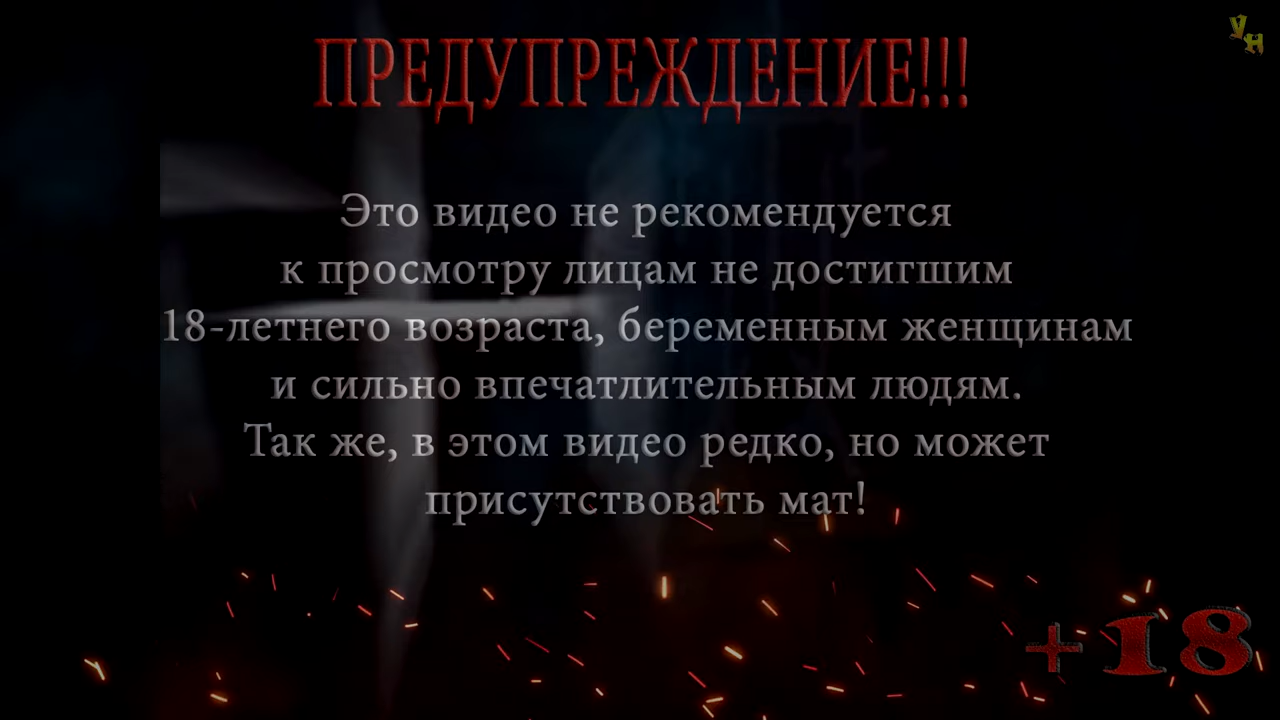 УН
ПРЕДУПРЕЖДЕНИЕ!!!
Это видео не рекомендуется
к просмотру лицам не достигшим
18-летнего возраста, беременным женщинам
и сильно впечатлительным людям.
Так же, в этом видео редко, но может
присутствовать мат!
+18